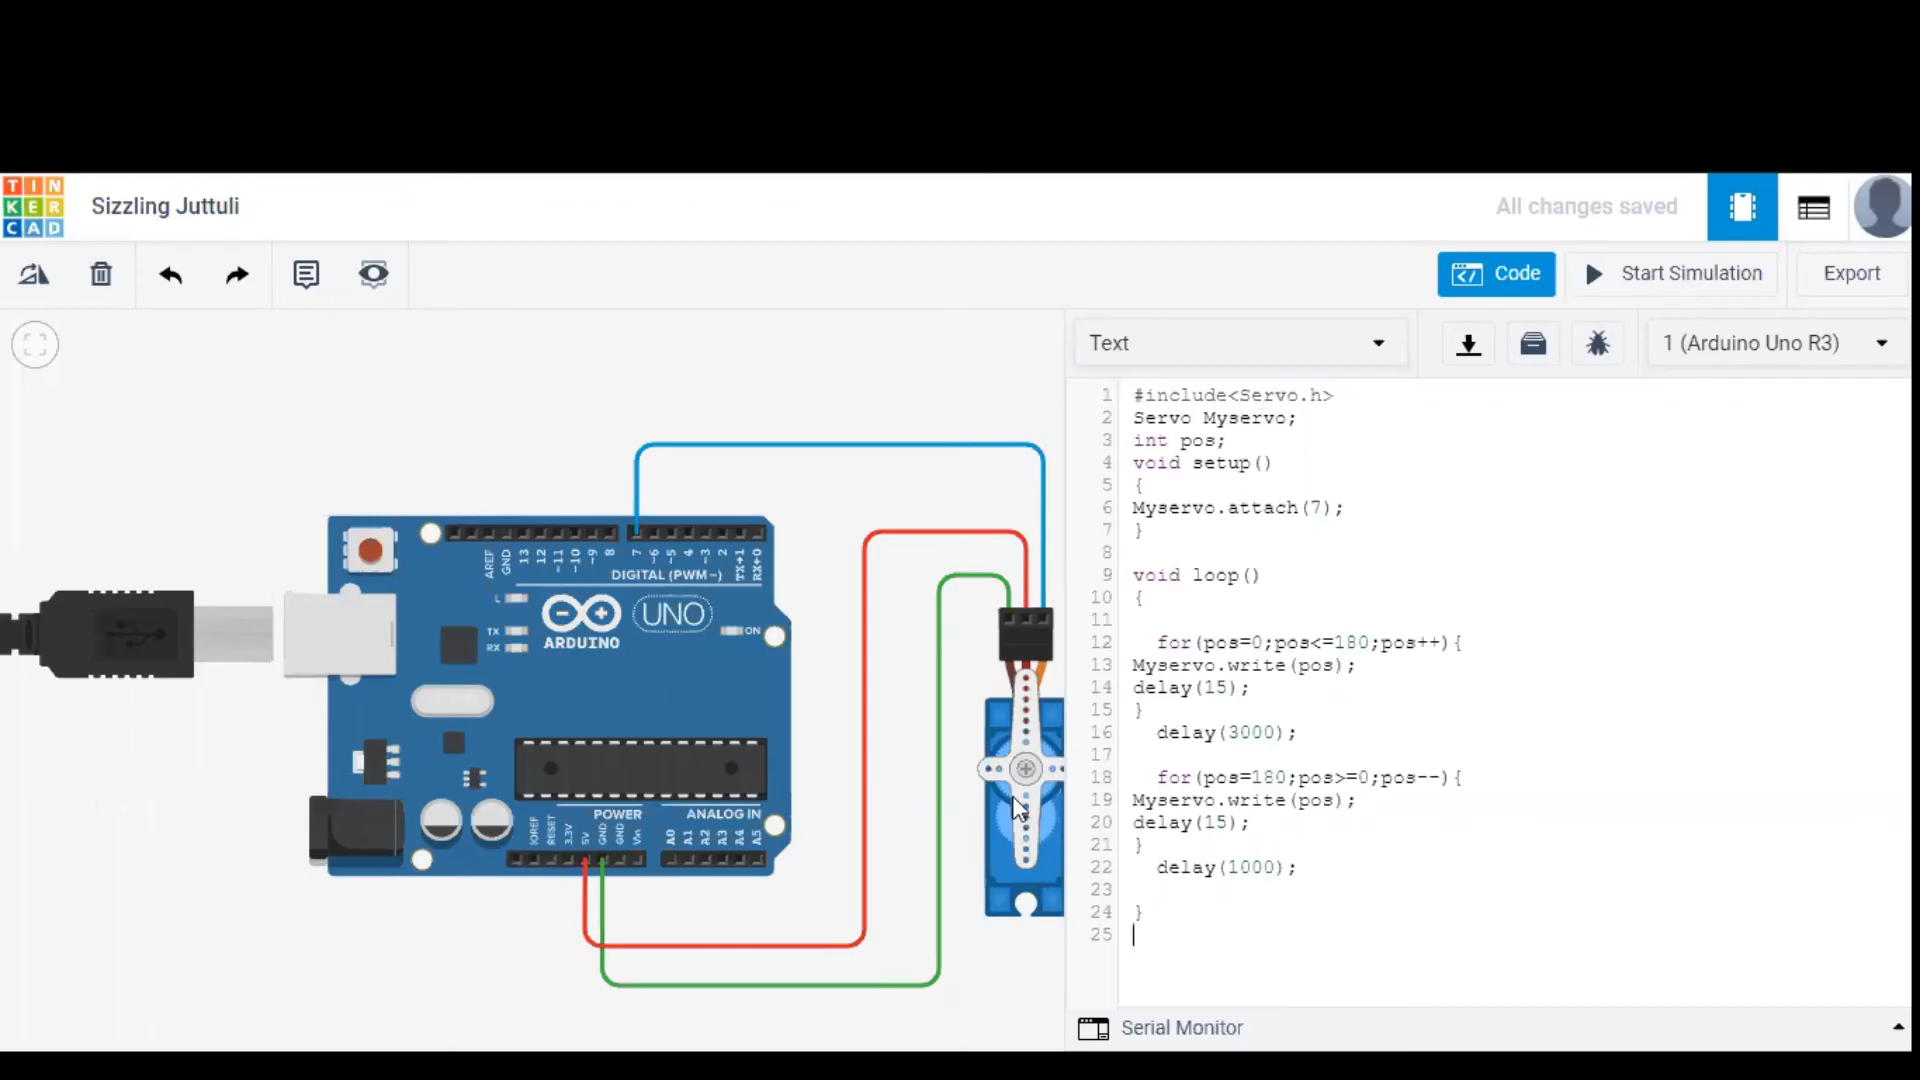 TIN
KER
CAD
Sizzling Juttuli
All changes saved
Code
Start Simulation
Export
Text
1 (Arduino Uno R3)
AREF
GND
13
12
~11
~10
~9
8
7
~6
~5
4
~3
2
TX→1
RX←0
DIGITAL (PWM~)
L
TX
RX
ARDUINO
UNO
ON
POWER
ANALOG IN
IOREF
RESET
3.3V
5V
GND
GND
Vin
A0
A1
A2
A3
A4
A5
1 #include<Servo.h>
2 Servo Myservo;
3 int pos;
4 void setup()
5 {
6 Myservo.attach(7);
7 }
8
9 void loop()
10 {
11
12 for(pos=0;pos<=180;pos++){
13 Myservo.write(pos);
14 delay(15);
15 }
16 delay(3000);
17
18 for(pos=180;pos>=0;pos--){
19 Myservo.write(pos);
20 delay(15);
21 }
22 delay(1000);
23
24 }
25
Serial Monitor